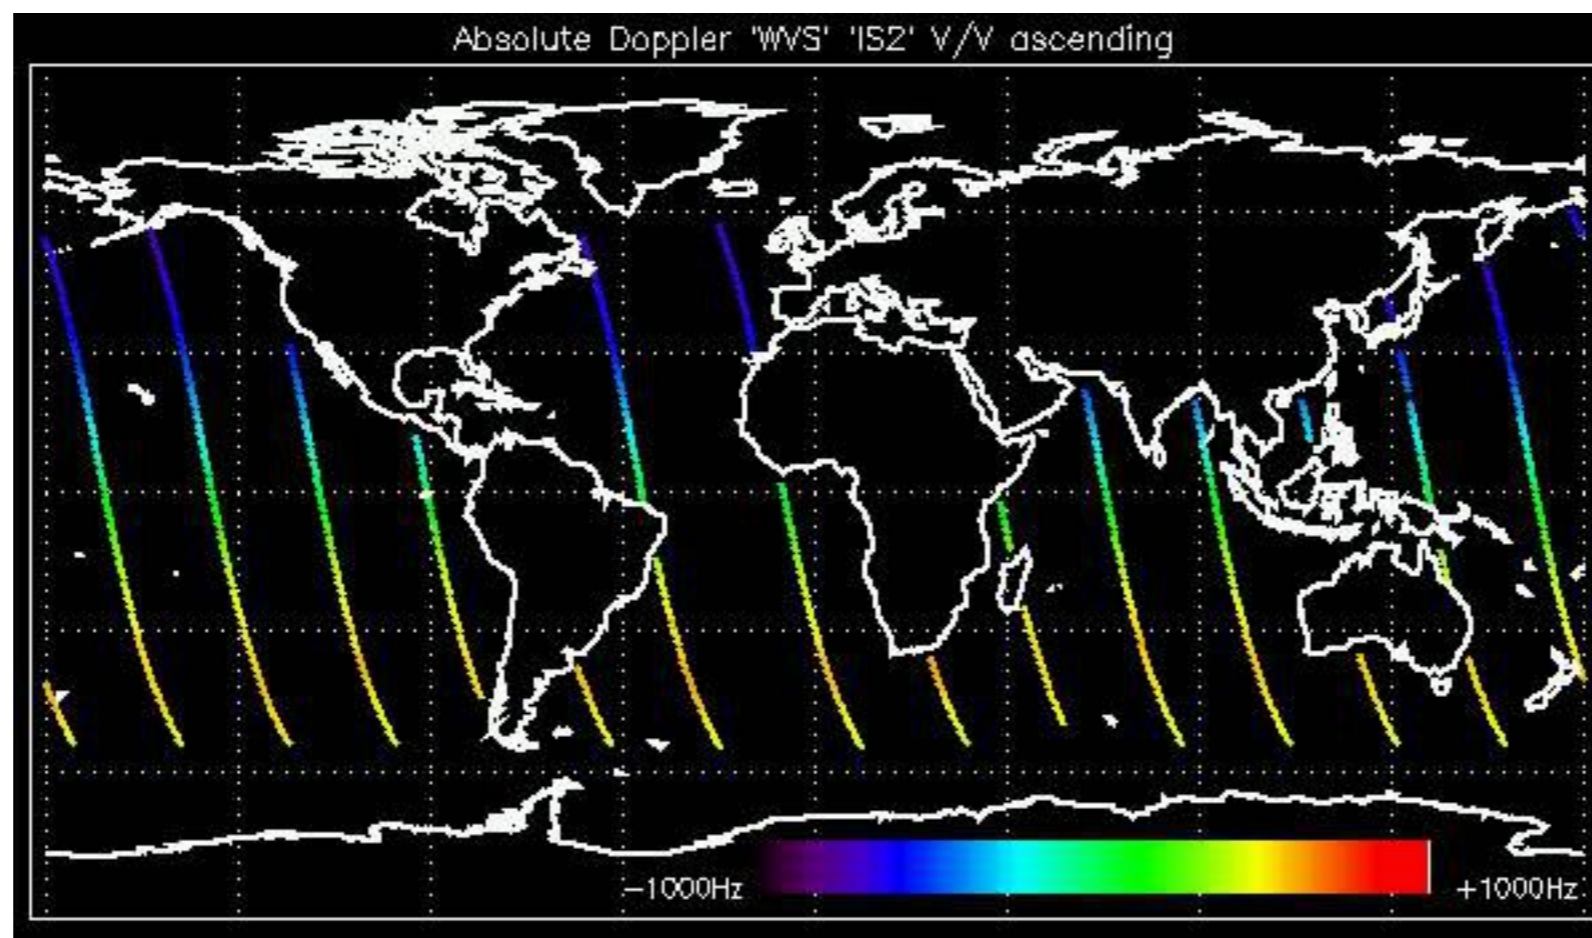 Absolute Doppler 'WVS' 'IS2' V/V ascending
-1000Hz +1000Hz